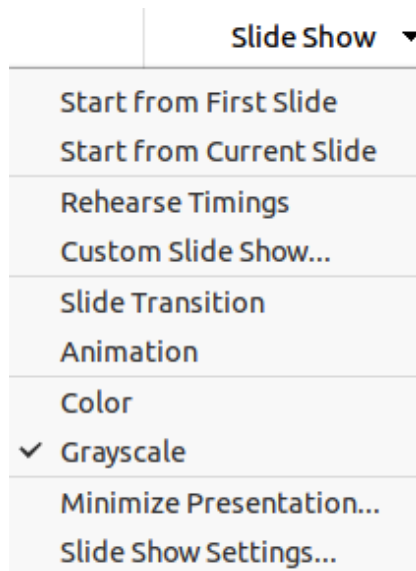 Slide Show
Start from First Slide
Start from Current Slide
Rehearse Timings
Custom Slide Show...
Slide Transition
Animation
Color
Grayscale
Minimize Presentation...
Slide Show Settings...